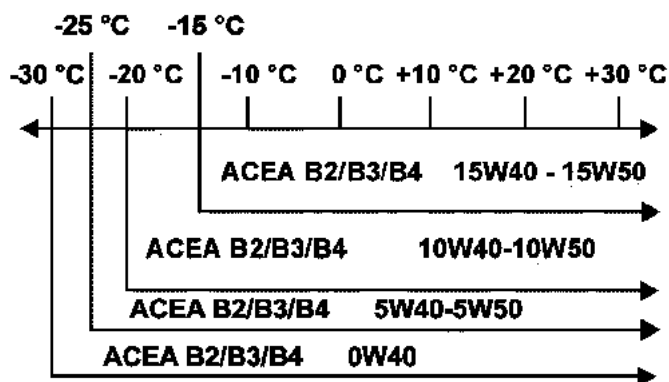 -25 °C -15 °C
-30 °C -20 °C -10 °C 0 °C +10 °C +20 °C +30 °C
ACEA B2/B3/B4 15W40 - 15W50
ACEA B2/B3/B4 10W40-10W50
ACEA B2/B3/B4 5W40-5W50
ACEA B2/B3/B4 0W40